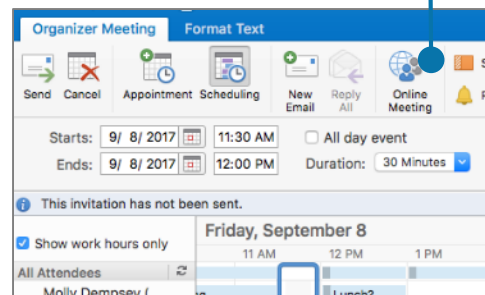 Organizer Meeting Format Text
Send Cancel Appointment Scheduling New Email Reply All Online Meeting
Starts: 9/ 8/ 2017 11:30 AM All day event
Ends: 9/ 8/ 2017 12:00 PM Duration: 30 Minutes
This invitation has not been sent.
Show work hours only Friday, September 8
11 AM 12 PM 1 PM
All Attendees
Molly Dempsey ( Lunch?